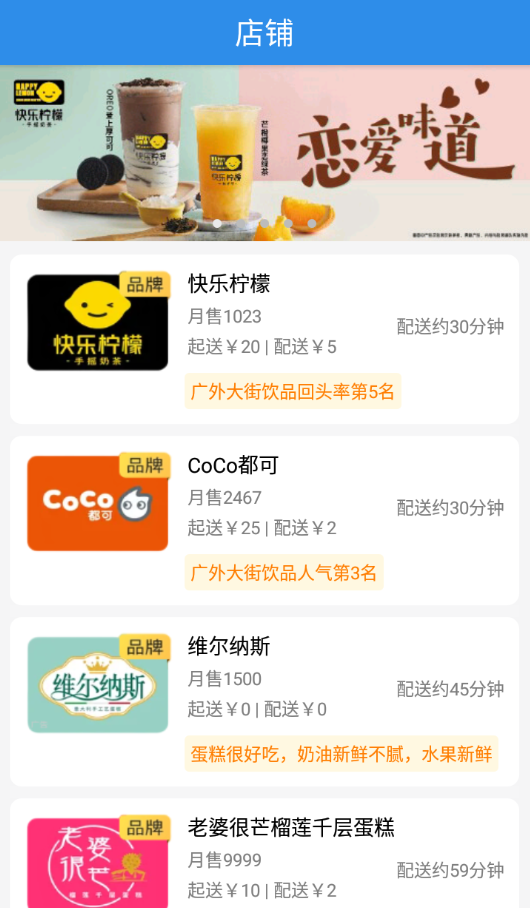 店铺
HAPPY LEMON
快乐柠檬
·手摇奶茶·
OREO爱上摩可可
HAPPY LEMON
快乐柠檬
恋爱味道
品牌
快乐柠檬
-手摇奶茶-
快乐柠檬
月售1023
起送￥20 | 配送￥5
配送约30分钟
广外大街饮品回头率第5名
品牌
CoCo
都可
CoCo都可
月售2467
起送￥25 | 配送￥2
配送约30分钟
广外大街饮品人气第3名
品牌
维尔纳斯
维尔纳斯
月售1500
起送￥0 | 配送￥0
配送约45分钟
蛋糕很好吃，奶油新鲜不腻，水果新鲜
品牌
老婆很芒
榴莲千层蛋糕
老婆很芒榴莲千层蛋糕
月售9999
起送￥10 | 配送￥2
配送约59分钟